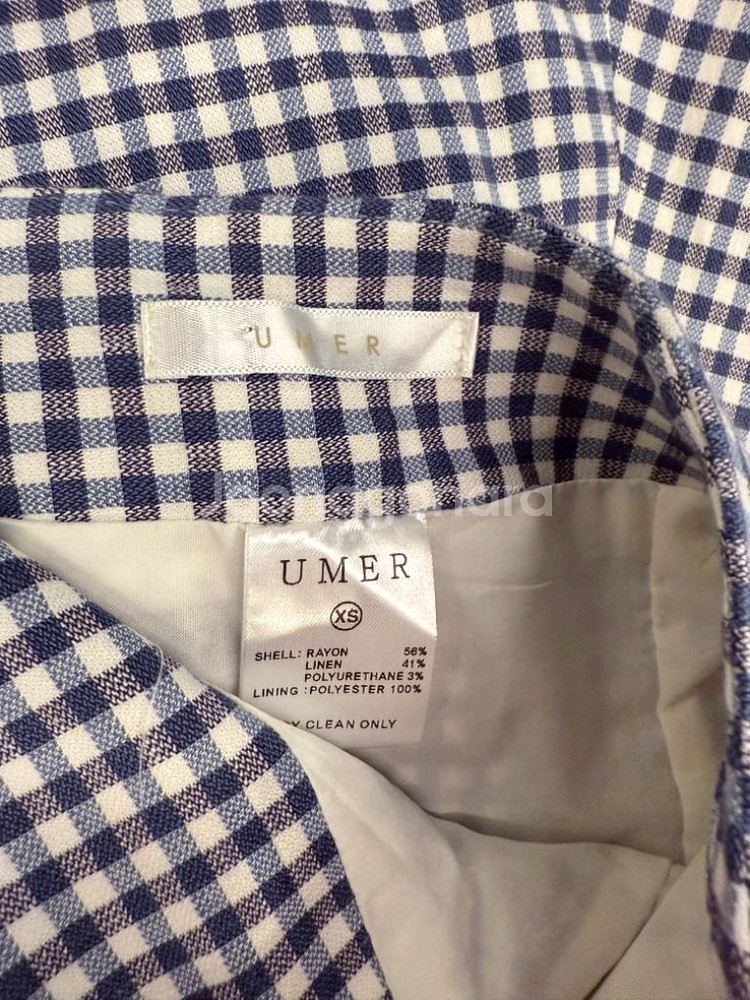 UMER
UMER
XS
SHELL: RAYON 56%
LINEN 41%
POLYURETHANE 3%
LINING : POLYESTER 100%
CLEAN ONLY